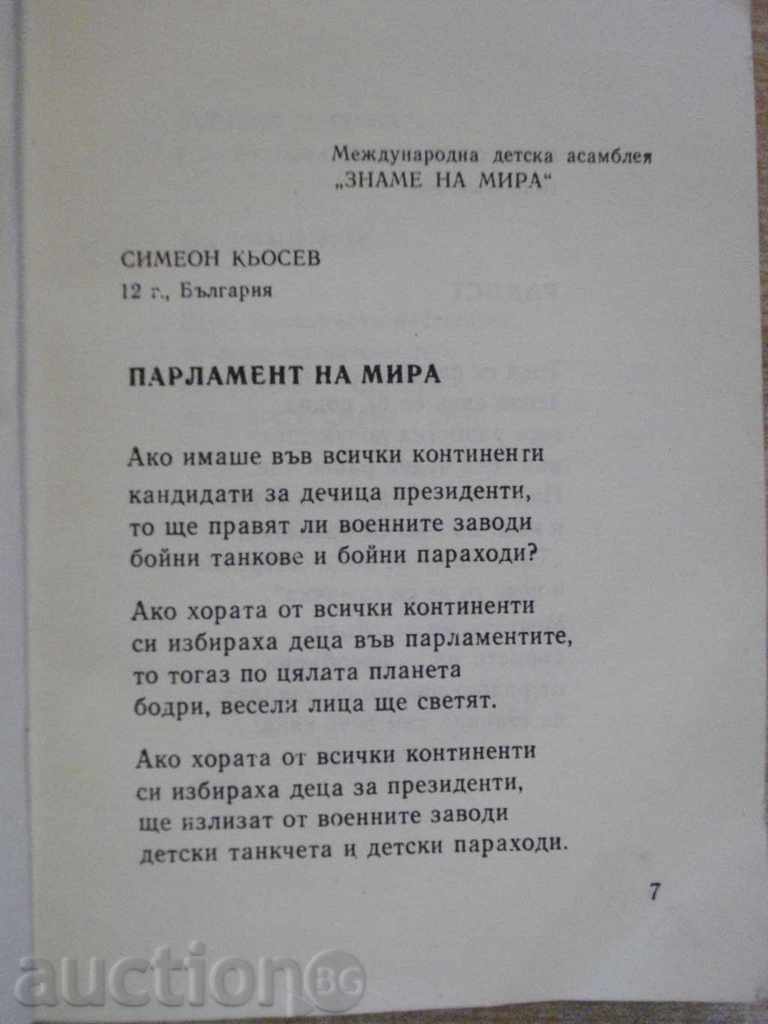 Международна детска асамблея
„ЗНАМЕ НА МИРА“
СИМЕОН КЬОСЕВ
12 г., България
ПАРЛАМЕНТ НА МИРА
Ако имаше във всички континенти
кандидати за дечица президенти,
то ще правят ли военните заводи
бойни танкове и бойни параходи?
Ако хората от всички континенти
си избираха деца във парламентите,
то тогаз по цялата планета
бодри, весели лица ще светят.
Ако хората от всички континенти
си избираха деца за президенти,
ще излизат от военните заводи
детски танкчета и детски параходи.
7
auction BG